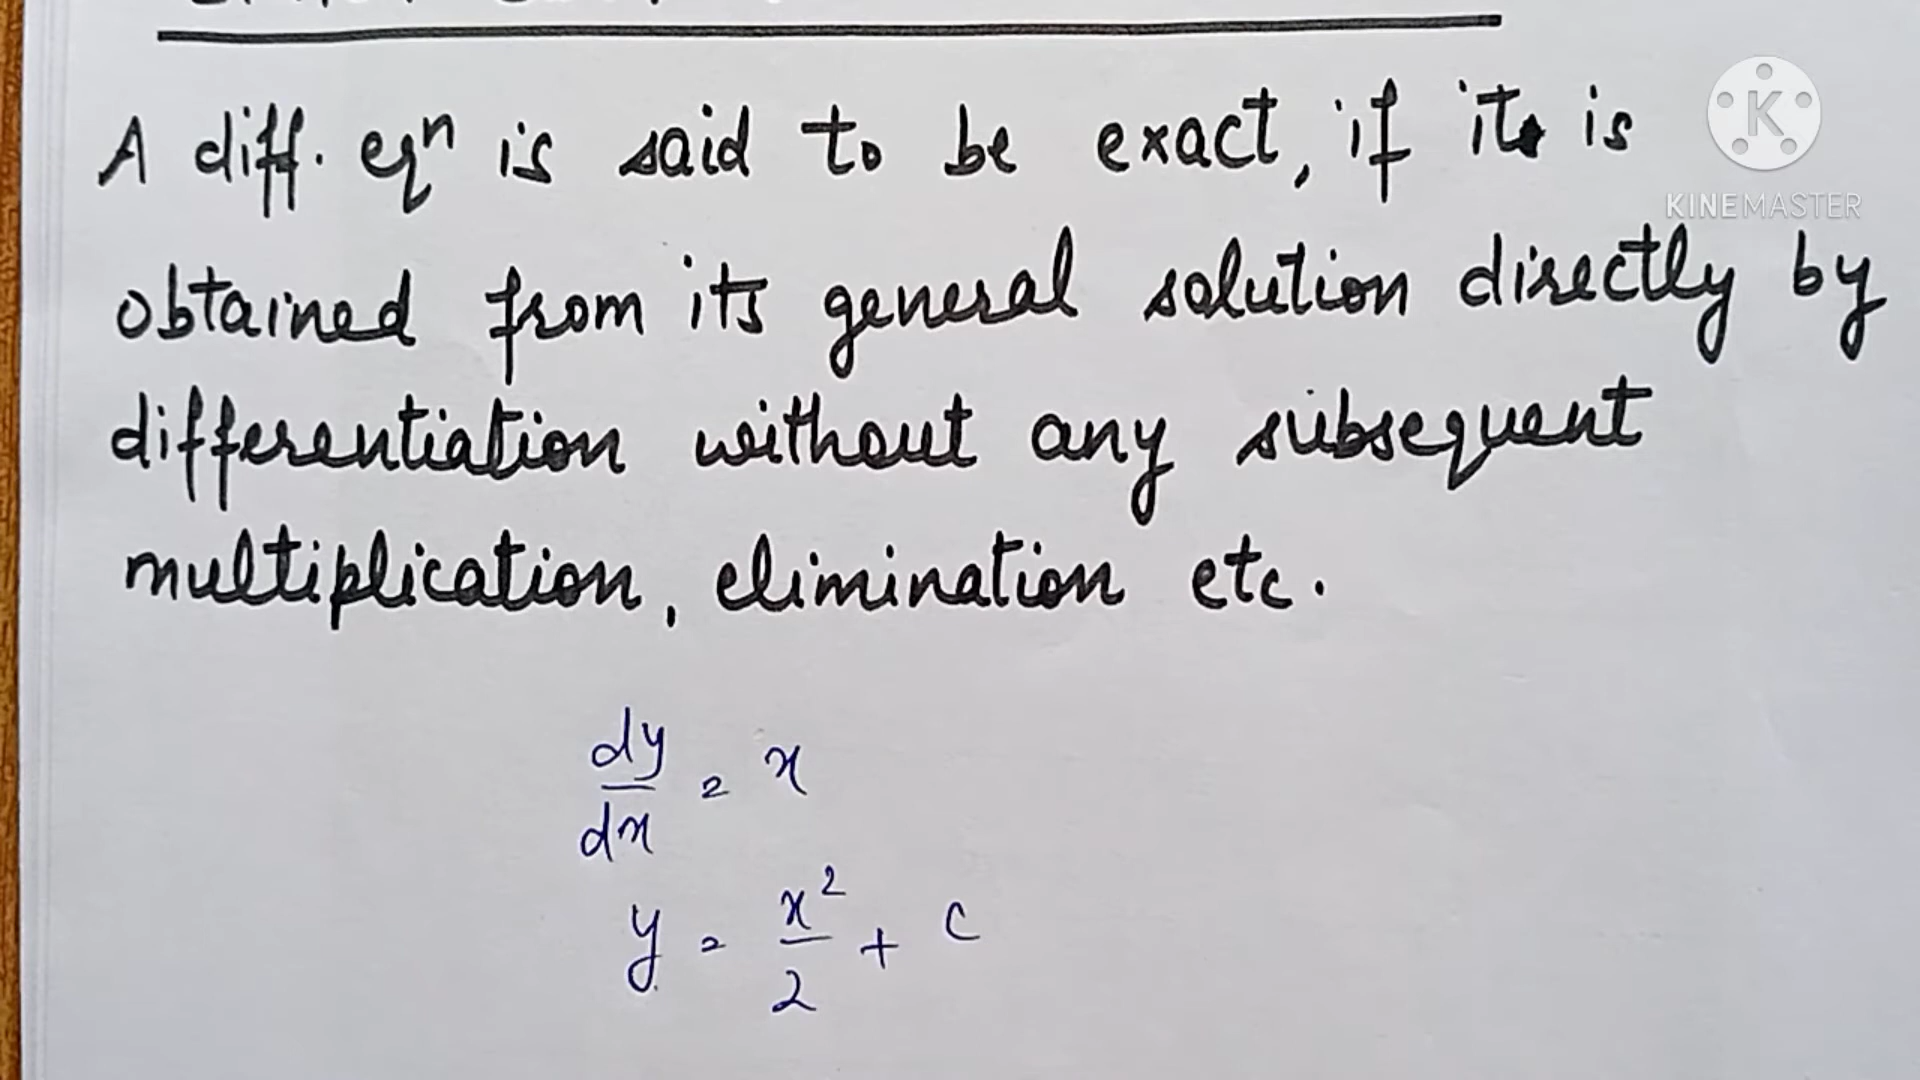 A diff. eqⁿ is said to be exact, if it is
KINEMASTER
obtained from its general solution directly by
differentiation without any subsequent
multiplication, elimination etc.
dy/dx = x
y = x²/2 + c